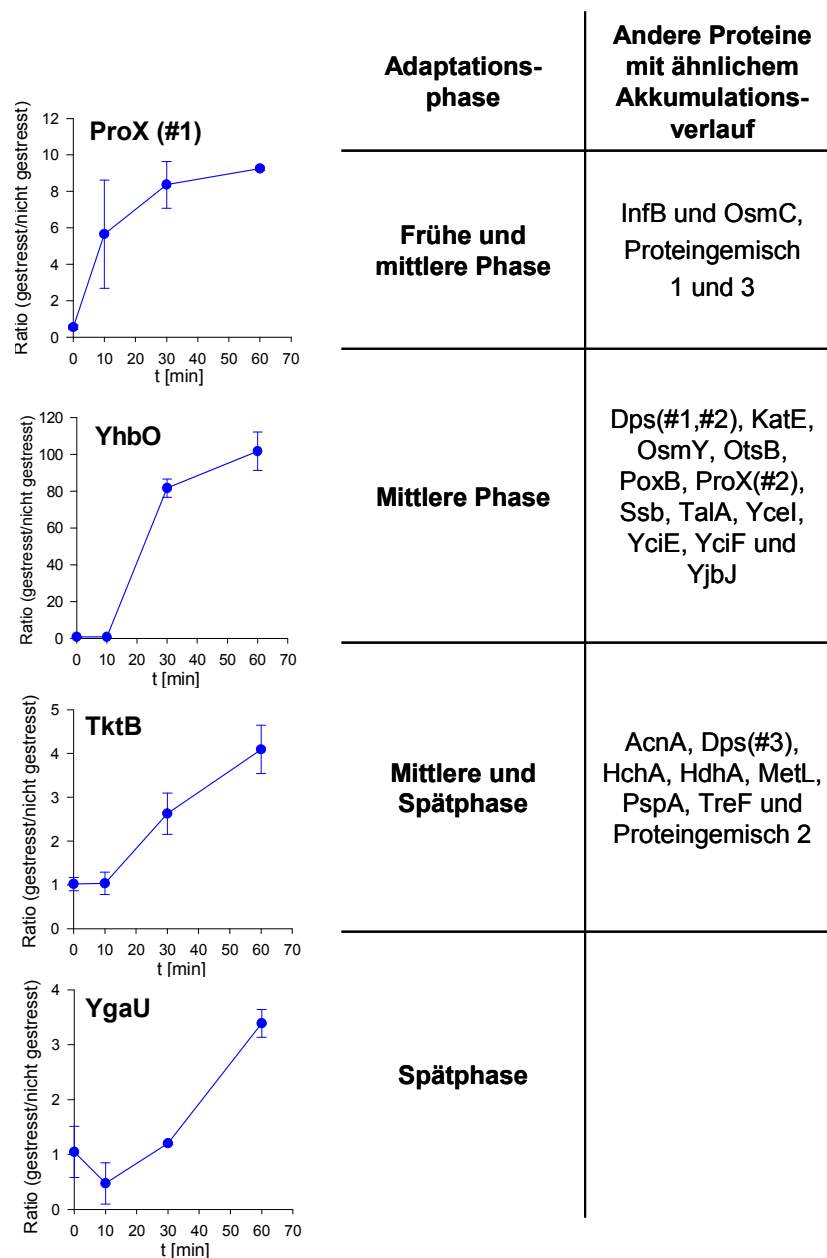 Adaptations-
phase
Andere Proteine
mit ähnlichem
Akkumulations-
verlauf
ProX (#1)
Ratio (gestresst/nicht gestresst)
12
10
8
6
4
2
0
0 10 20 30 40 50 60 70
t [min]
Frühe und
mittlere Phase
InfB und OsmC,
Proteingemisch
1 und 3
YhbO
Ratio (gestresst/nicht gestresst)
120
100
80
60
40
20
0
0 10 20 30 40 50 60 70
t [min]
Mittlere Phase
Dps(#1,#2), KatE,
OsmY, OtsB,
PoxB, ProX(#2),
Ssb, TalA, YceI,
YciE, YciF und
YjbJ
TktB
Ratio (gestresst/nicht gestresst)
5
4
3
2
1
0
0 10 20 30 40 50 60 70
t [min]
Mittlere und
Spätphase
AcnA, Dps(#3),
HchA, HdhA, MetL,
PspA, TreF und
Proteingemisch 2
YgaU
Ratio (gestresst/nicht gestresst)
4
3
2
1
0
0 10 20 30 40 50 60 70
t [min]
Spätphase